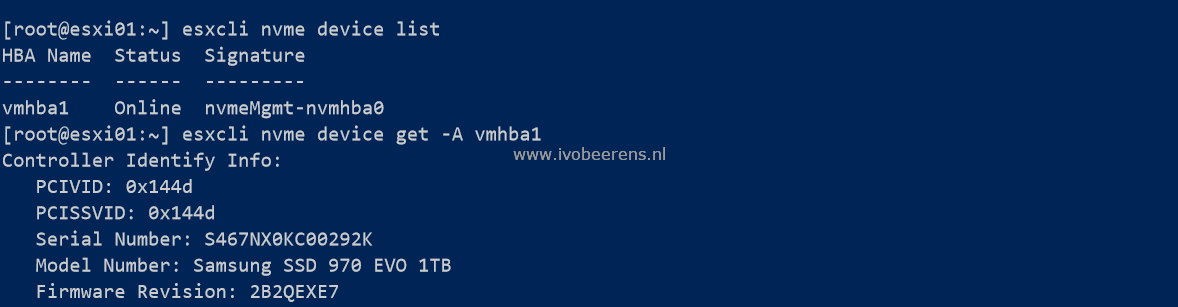 [root@esxi01:~] esxcli nvme device list
HBA Name  Status  Signature
--------  ------  ---------
vmhba1    Online  nvmeMgmt-nvmhba0
[root@esxi01:~] esxcli nvme device get -A vmhba1
www.ivobeerens.nl
Controller Identify Info:
   PCIVID: 0x144d
   PCISSVID: 0x144d
   Serial Number: S467NX0KC00292K
   Model Number: Samsung SSD 970 EVO 1TB
   Firmware Revision: 2B2QEXE7